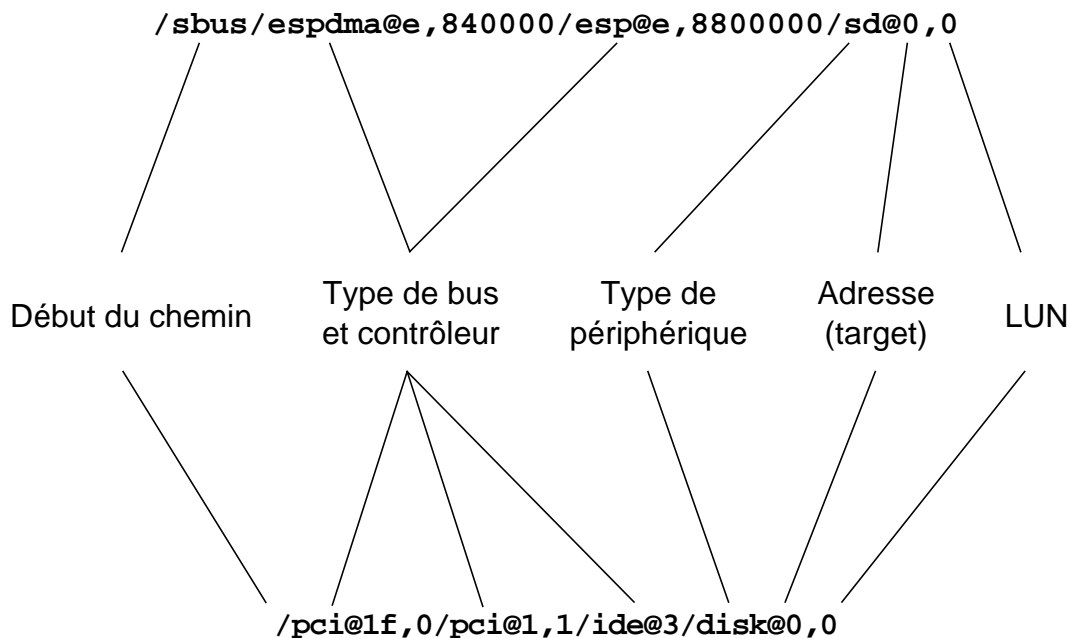 /sbus/espdma@e,840000/esp@e,8800000/sd@0,0
Début du chemin
Type de bus
et contrôleur
Type de
périphérique
Adresse
(target)
LUN
/pci@1f,0/pci@1,1/ide@3/disk@0,0